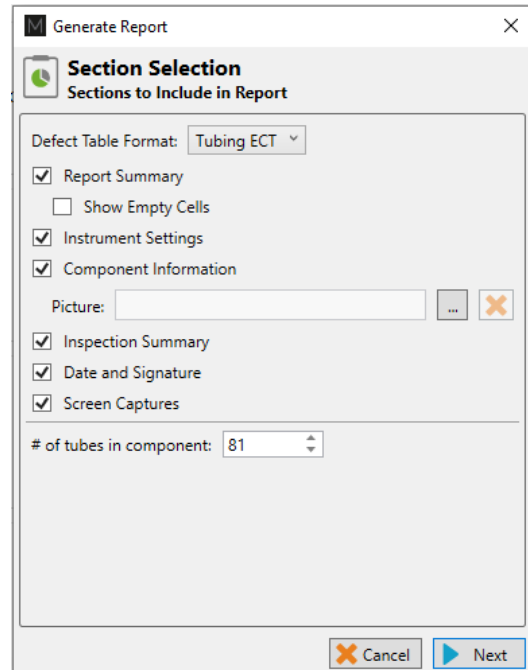 M Generate Report
Section Selection
Sections to Include in Report
Defect Table Format: Tubing ECT
Report Summary
Show Empty Cells
Instrument Settings
Component Information
Picture: ...
Inspection Summary
Date and Signature
Screen Captures
# of tubes in component: 81
Cancel Next